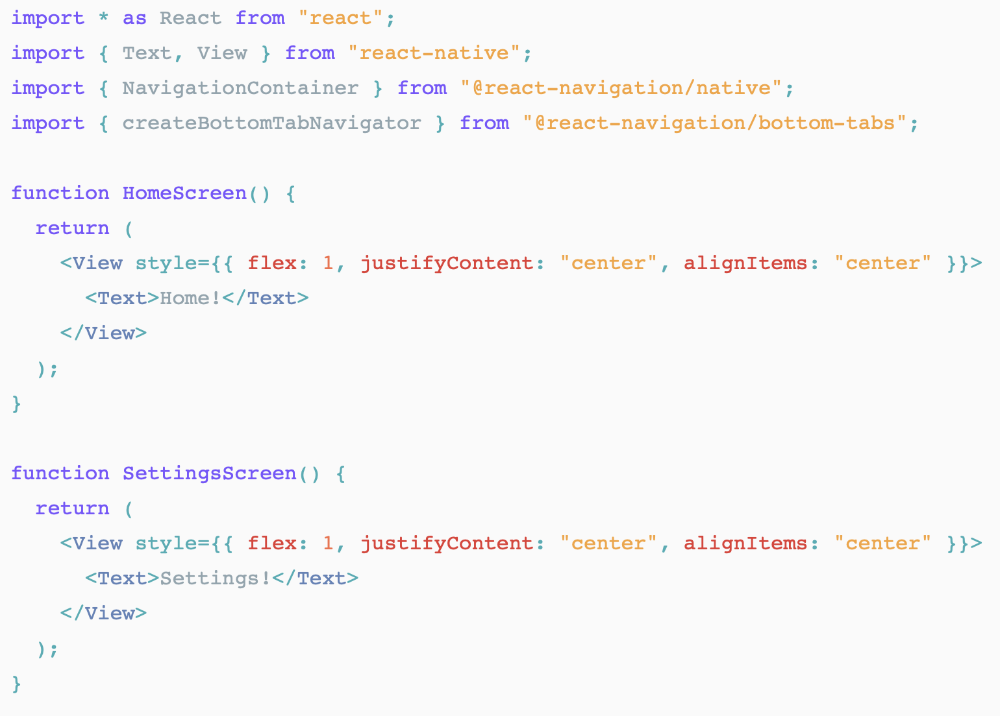 import * as React from "react";
import { Text, View } from "react-native";
import { NavigationContainer } from "@react-navigation/native";
import { createBottomTabNavigator } from "@react-navigation/bottom-tabs";

function HomeScreen() {
  return (
    <View style={{ flex: 1, justifyContent: "center", alignItems: "center" }}>
      <Text>Home!</Text>
    </View>
  );
}

function SettingsScreen() {
  return (
    <View style={{ flex: 1, justifyContent: "center", alignItems: "center" }}>
      <Text>Settings!</Text>
    </View>
  );
}